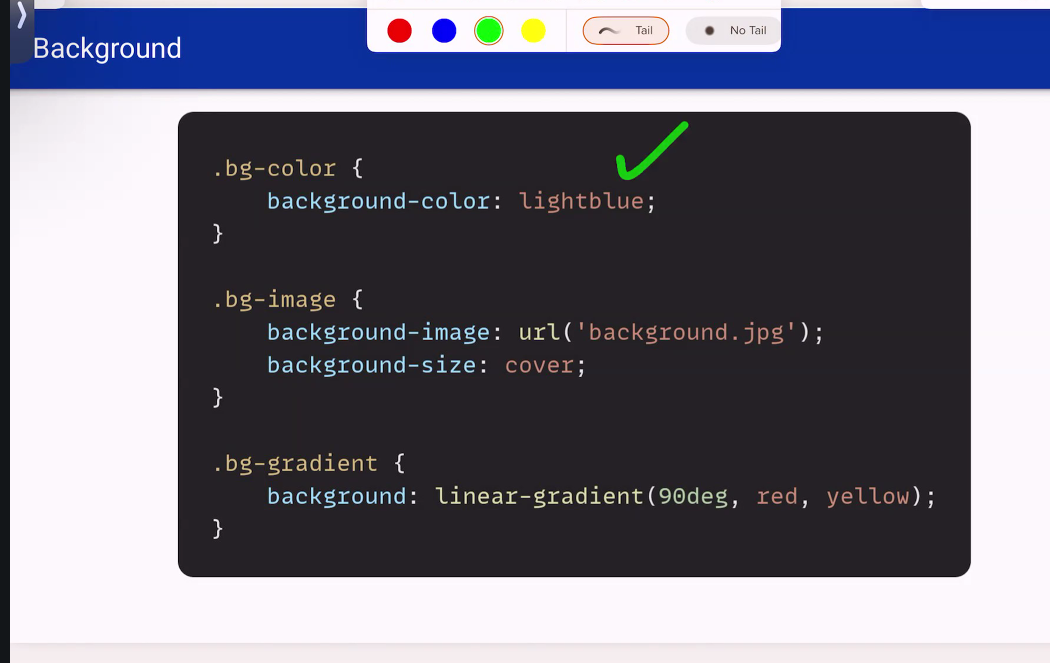 Tail
No Tail
Background
.bg-color {
    background-color: lightblue;
}
.bg-image {
    background-image: url('background.jpg');
    background-size: cover;
}
.bg-gradient {
    background: linear-gradient(90deg, red, yellow);
}